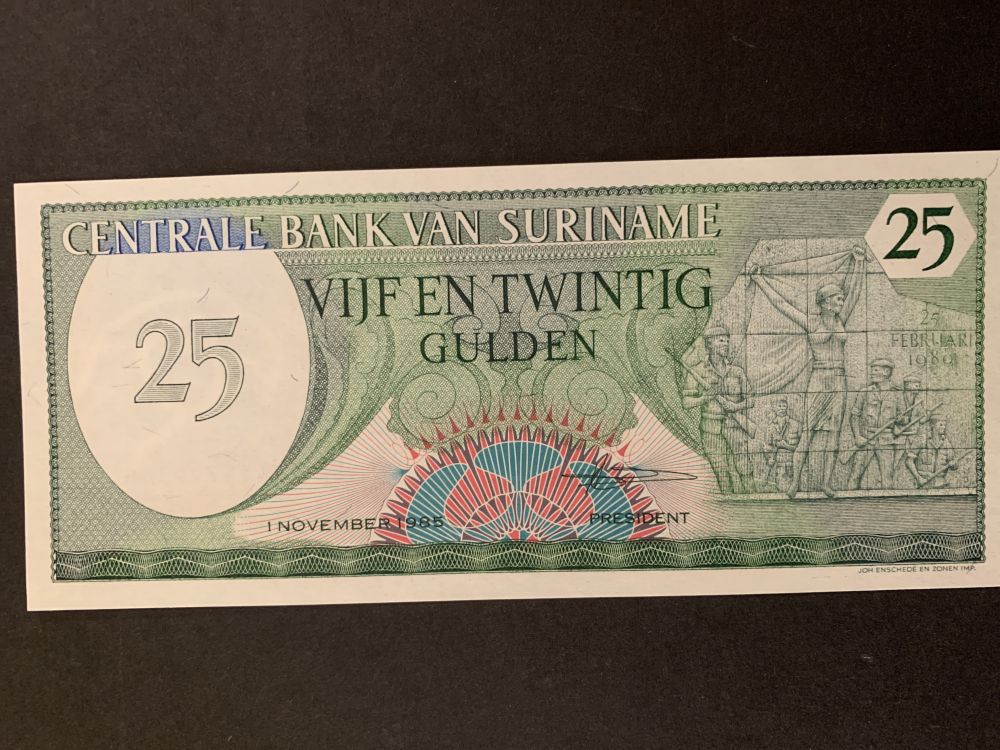 CENTRALE BANK VAN SURINAME
25
VIJF EN TWINTIG
GULDEN
25
25
FEBRUARI
1980
1 NOVEMBER 1985
PRESIDENT
JOH. ENSCHEDÉ EN ZONEN IMP.